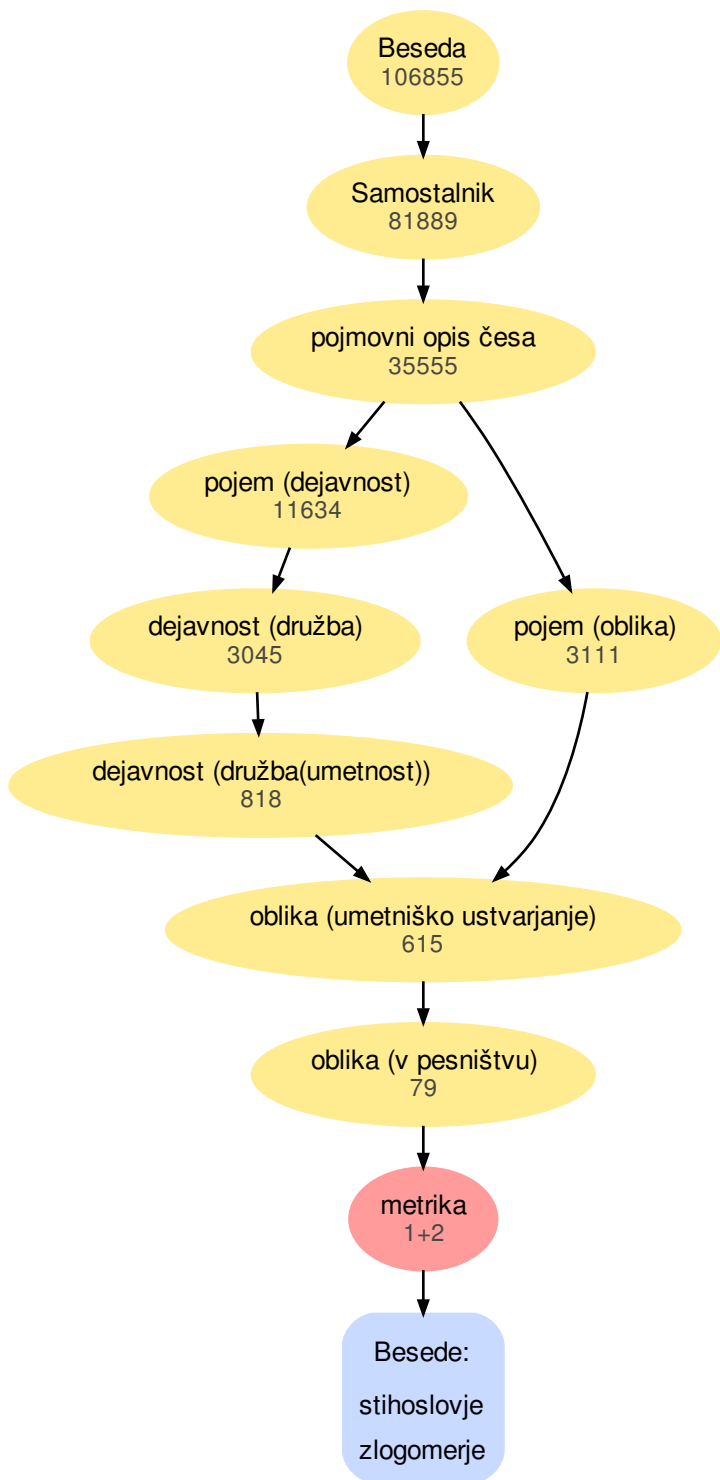 Beseda
106855
Samostalnik
81889
pojmovni opis česa
35555
pojem (dejavnost)
11634
dejavnost (družba)
3045
pojem (oblika)
3111
dejavnost (družba(umetnost))
818
oblika (umetniško ustvarjanje)
615
oblika (v pesništvu)
79
metrika
1+2
Besede:
stihoslovje
zlogomerje